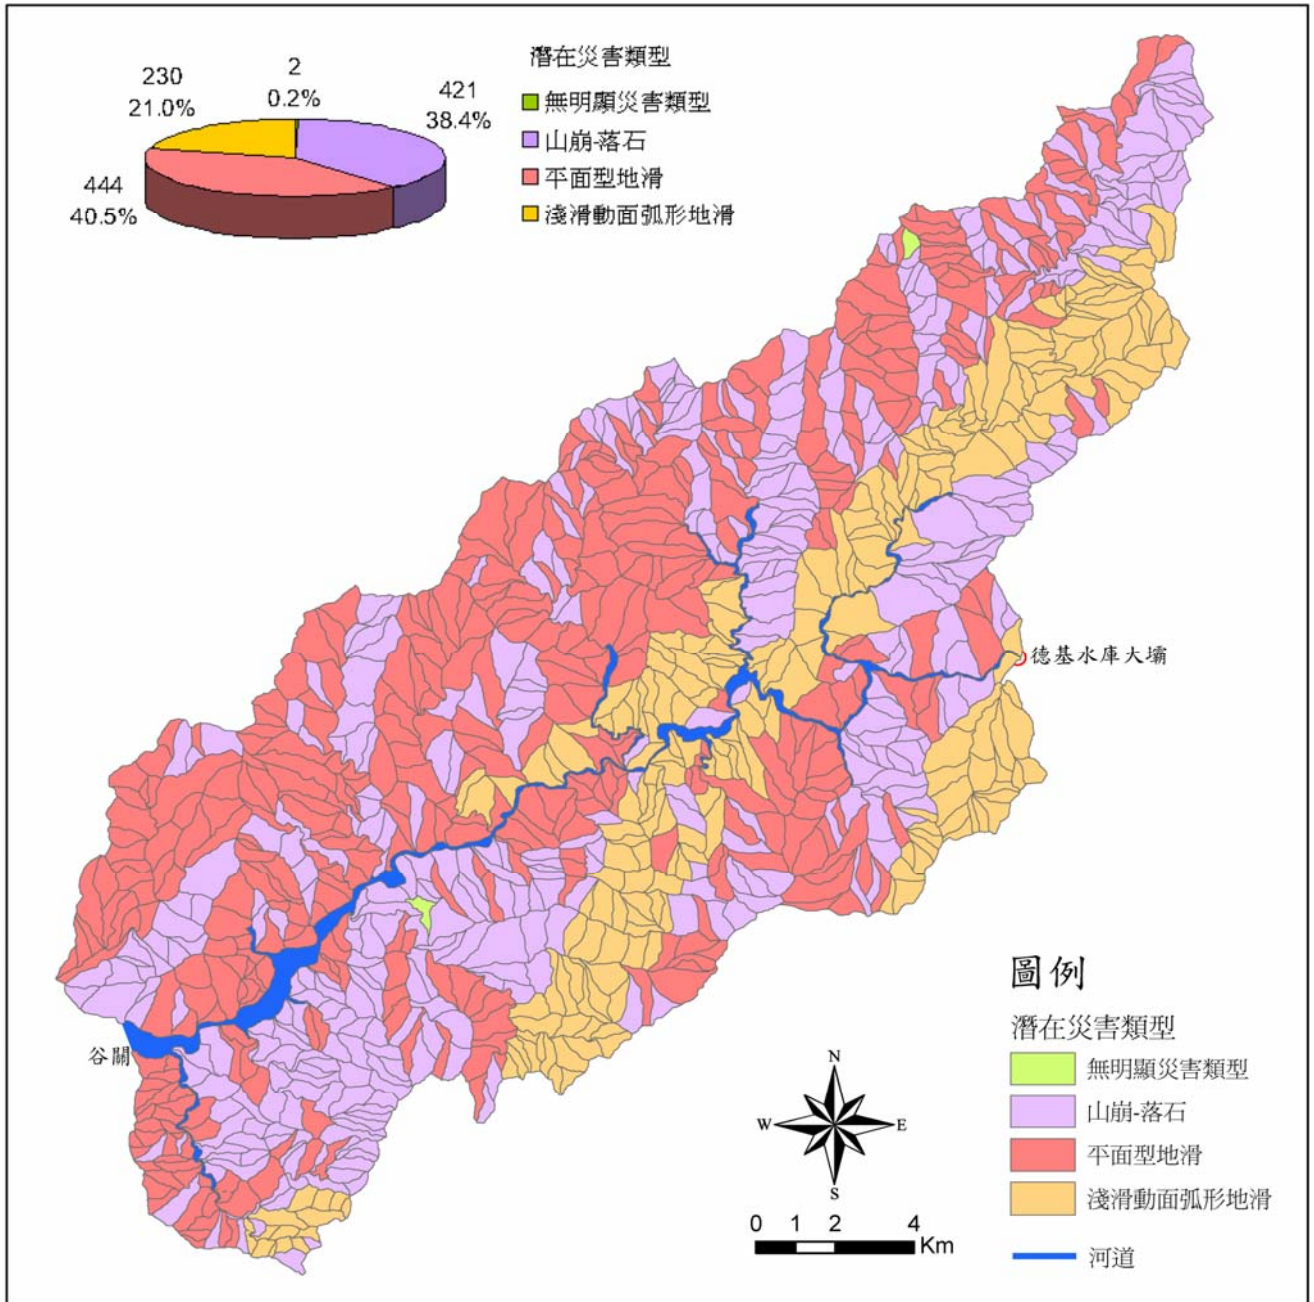 潛在災害類型
2
0.2%
230
21.0%
421
38.4%
444
40.5%
無明顯災害類型
山崩-落石
平面型地滑
淺滑動面弧形地滑
德基水庫大壩
谷關
圖例
潛在災害類型
無明顯災害類型
山崩-落石
平面型地滑
淺滑動面弧形地滑
河道
N
W
E
S
0 1 2 4
Km